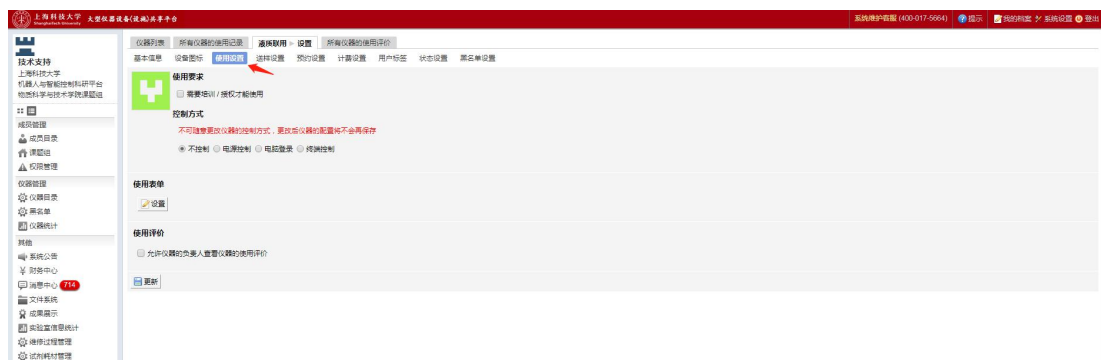 上海科技大学 大型仪器设备(设施)共享平台
ShanghaiTech University
系统维护客服 (400-017-5664) 提示 我的档案 系统设置 登出
技术支持
上海科技大学
机器人与智能控制科研平台
物质科学与技术学院课题组
成员管理
成员目录
课题组
权限管理
仪器管理
仪器目录
黑名单
仪器统计
其他
系统公告
财务中心
消息中心 714
文件系统
成果展示
实验室信息统计
维修过程管理
试剂耗材管理
仪器列表 所有仪器的使用记录 液质联用 » 设置 所有仪器的使用评价
基本信息 设备图标 使用设置 送样设置 预约设置 计费设置 用户标签 状态设置 黑名单设置
使用要求
需要培训 / 授权才能使用
控制方式
不可随意更改仪器的控制方式，更改后仪器的配置将不会再保存
不控制 电源控制 电脑登录 终端控制
使用表单
设置
使用评价
允许仪器的负责人查看仪器的使用评价
更新